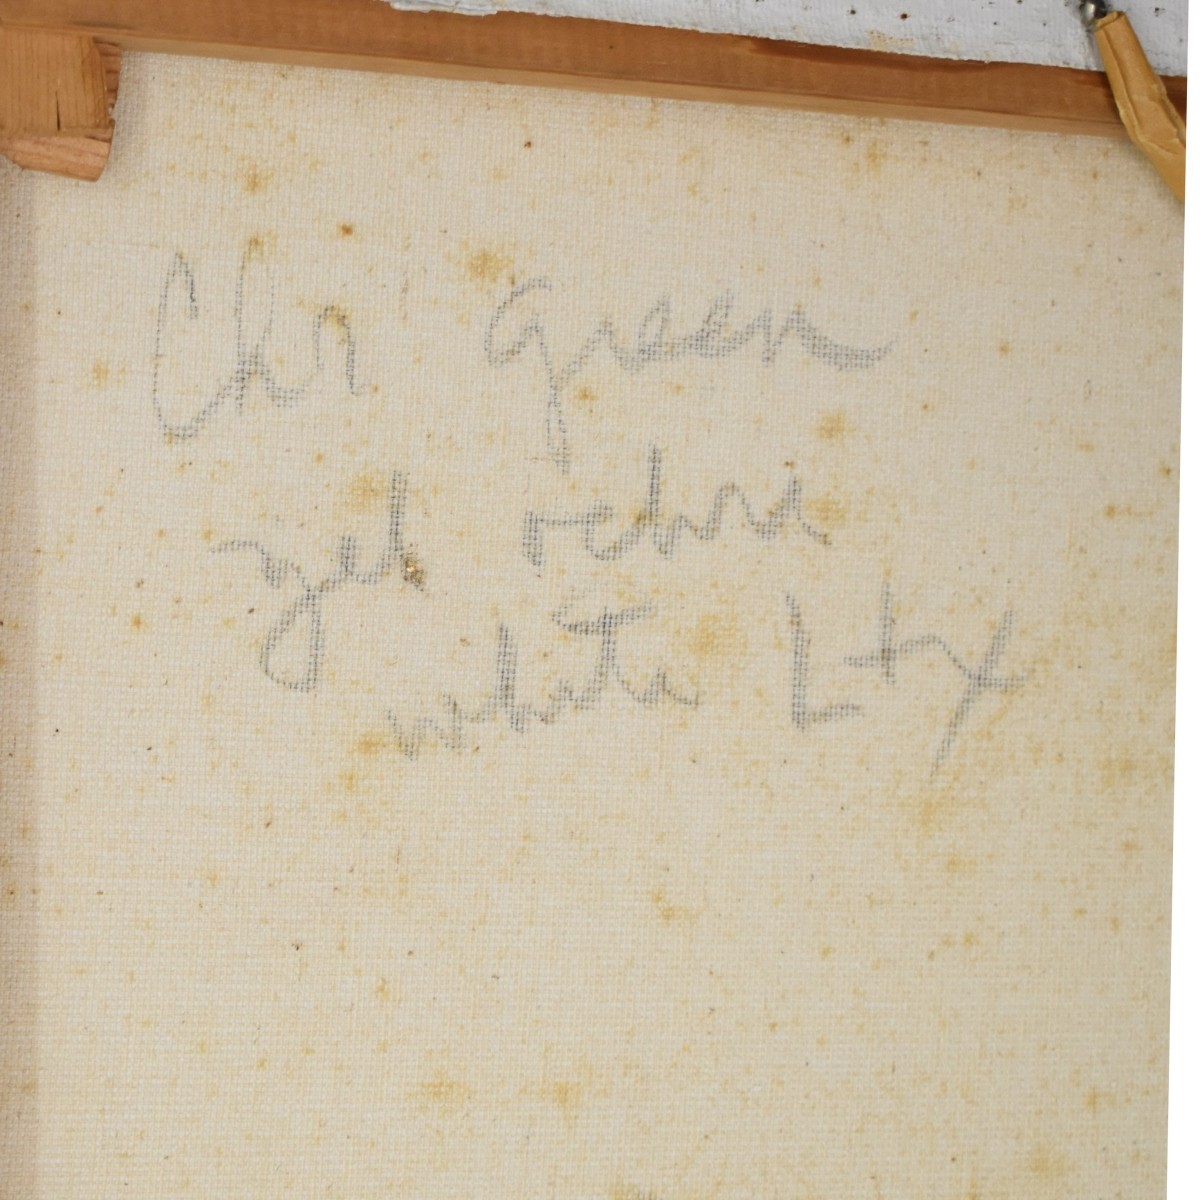 Chr green
yel ochre
white